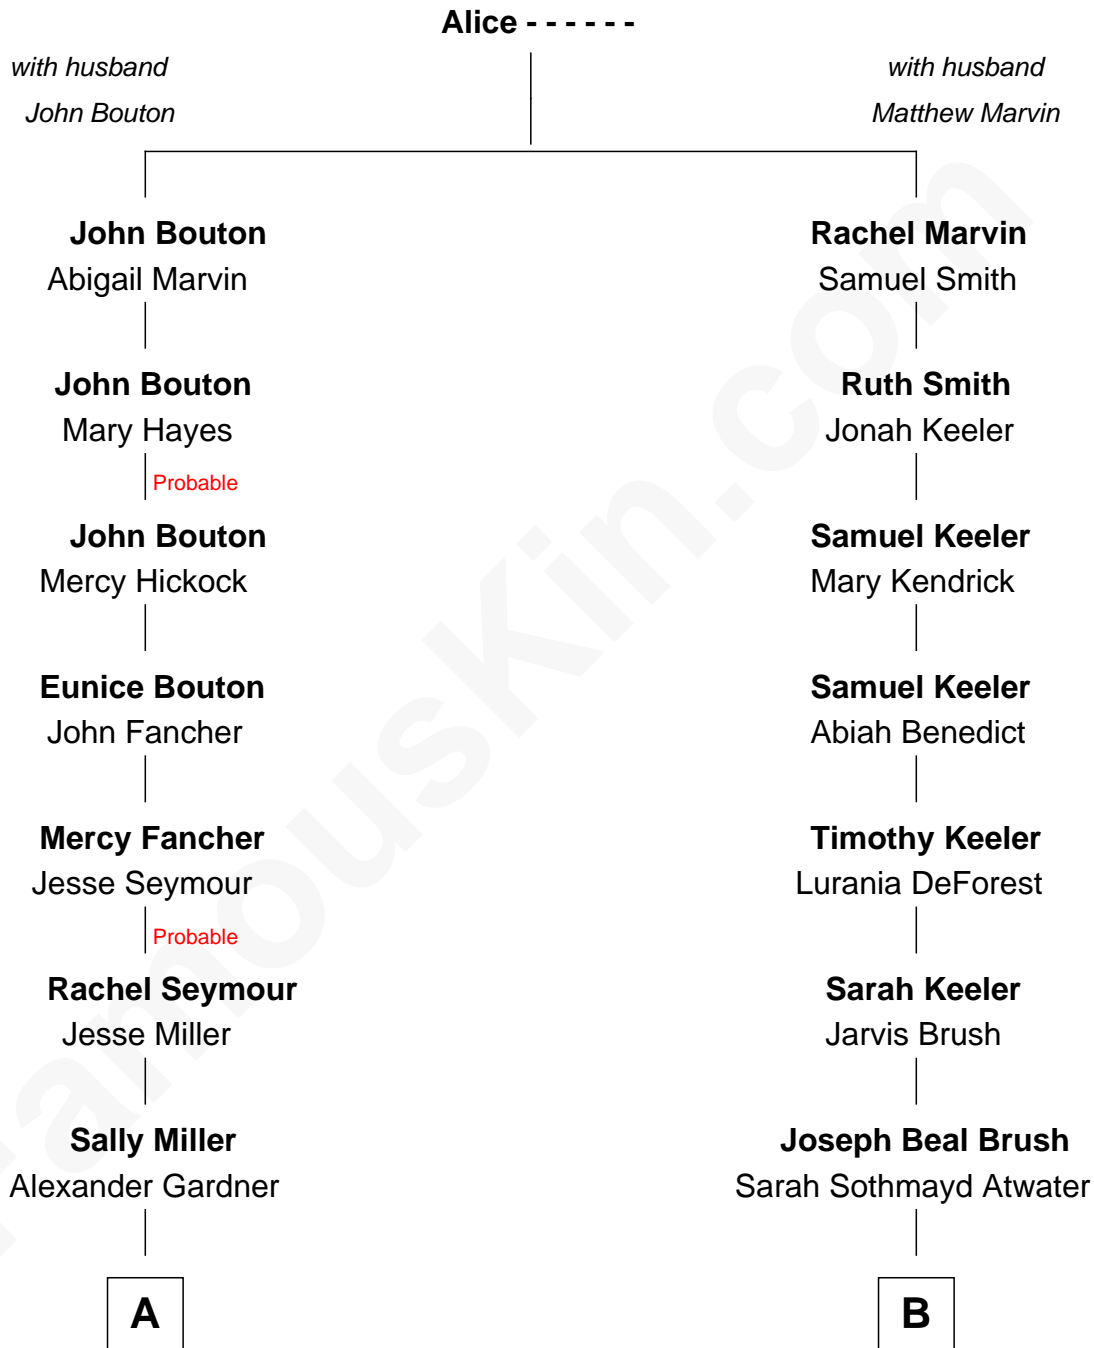 Alice - - - - - -
with husband
John Bouton
with husband
Matthew Marvin
John Bouton
Abigail Marvin
Rachel Marvin
Samuel Smith
John Bouton
Mary Hayes
Ruth Smith
Jonah Keeler
Probable
John Bouton
Mercy Hickock
Samuel Keeler
Mary Kendrick
Eunice Bouton
John Fancher
Samuel Keeler
Abiah Benedict
Mercy Fancher
Jesse Seymour
Timothy Keeler
Lurania DeForest
Probable
Rachel Seymour
Jesse Miller
Sarah Keeler
Jarvis Brush
Sally Miller
Alexander Gardner
Joseph Beal Brush
Sarah Sothmayd Atwater
A
B
FamousKin.com